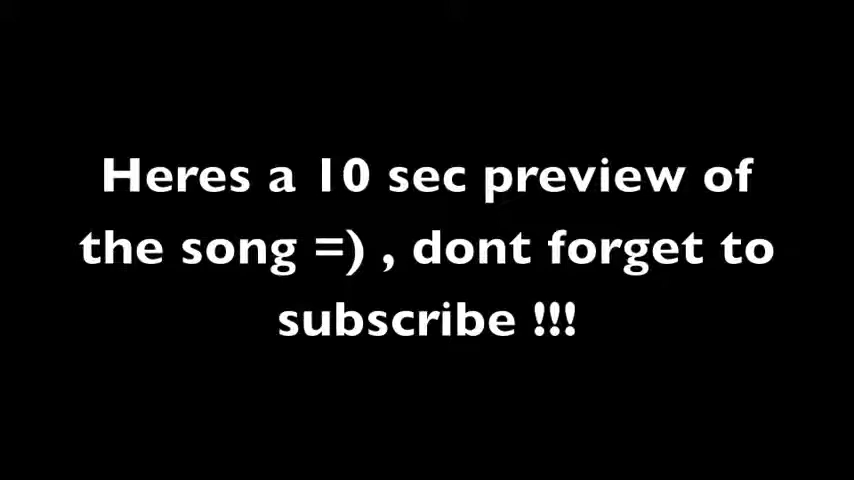 Heres a 10 sec preview of
the song =) , dont forget to
subscribe !!!